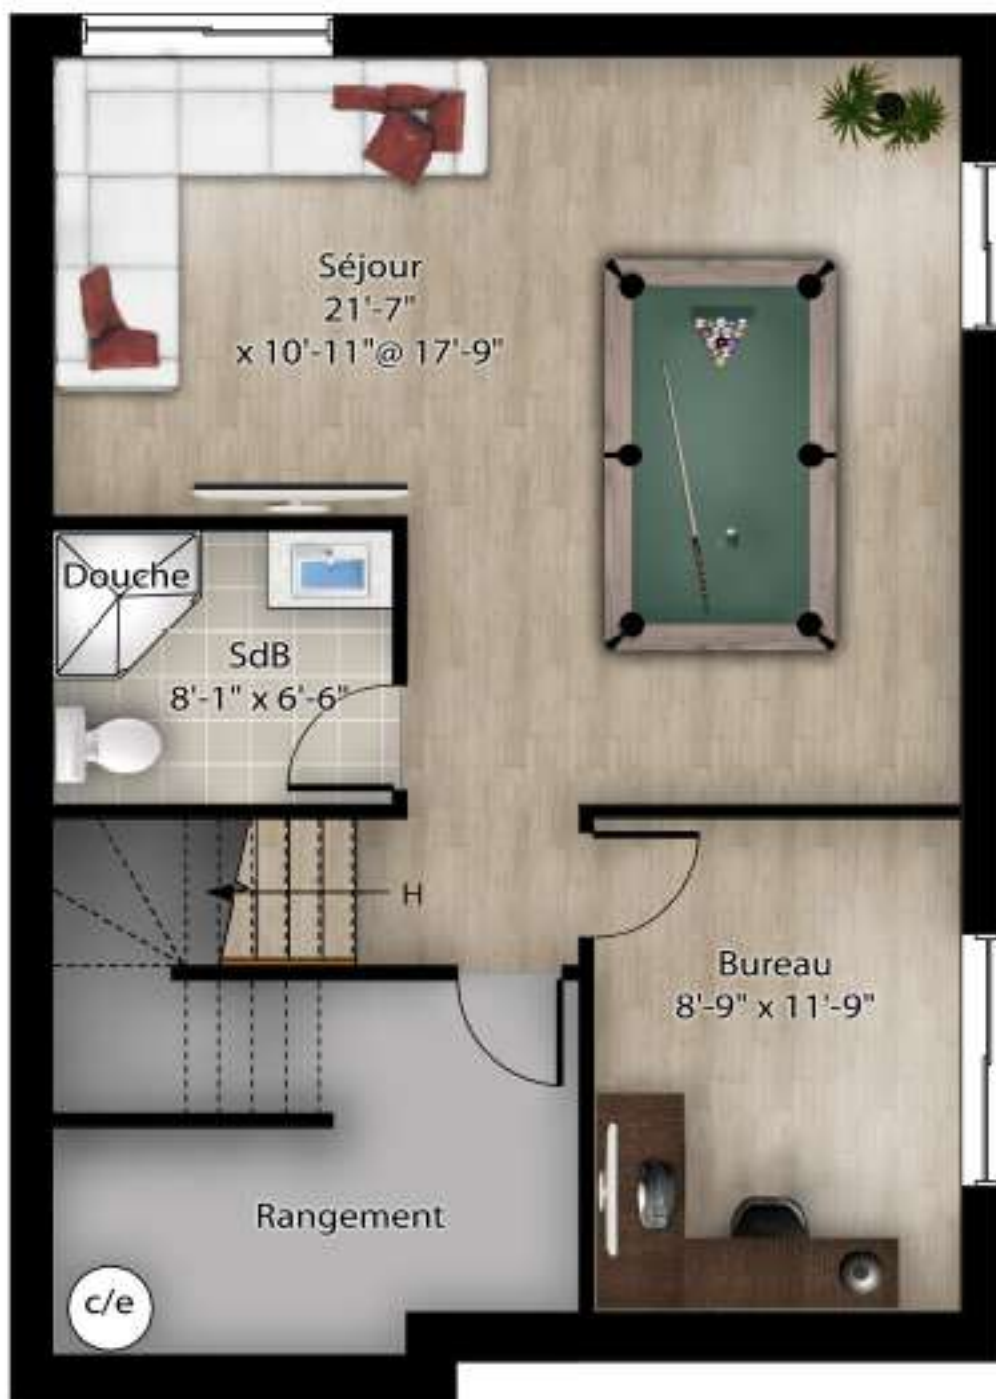 Séjour
21'-7"
x 10'-11"@ 17'-9"
Douche
SdB
8'-1" x 6'-6"
H
Bureau
8'-9" x 11'-9"
Rangement
c/e